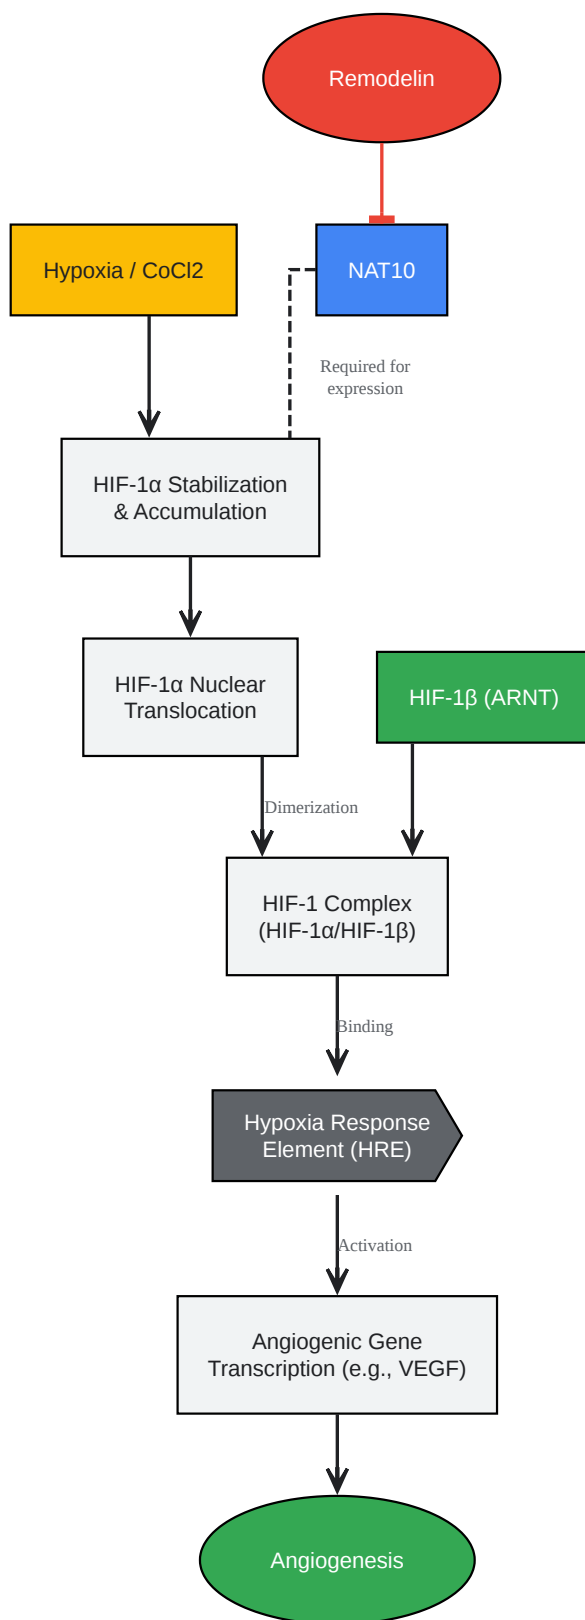 Remodelin
Hypoxia / CoCl2
NAT10
Required for
expression
HIF-1α Stabilization
& Accumulation
HIF-1α Nuclear
Translocation
HIF-1β (ARNT)
Dimerization
HIF-1 Complex
(HIF-1α/HIF-1β)
Binding
Hypoxia Response
Element (HRE)
Activation
Angiogenic Gene
Transcription (e.g., VEGF)
Angiogenesis